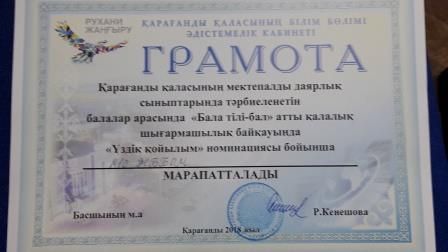 РУХАНИ
ЖАҢҒЫРУ
ҚАРАҒАНДЫ ҚАЛАСЫНЫҢ БІЛІМ БӨЛІМІ
ӘДІСТЕМЕЛІК КАБИНЕТІ
ГРАМОТА
Қарағанды қаласының мектепалды даярлық
сыныптарында тәрбиеленетін
балалар арасында «Бала тілі-бал» атты қалалық
шығармашылық байқауында
«Үздік қойылым» номинациясы бойынша
МАРАПАТТАЛАДЫ
Басшының м.а
Р.Кенешова
Қарағанды 2018 жыл